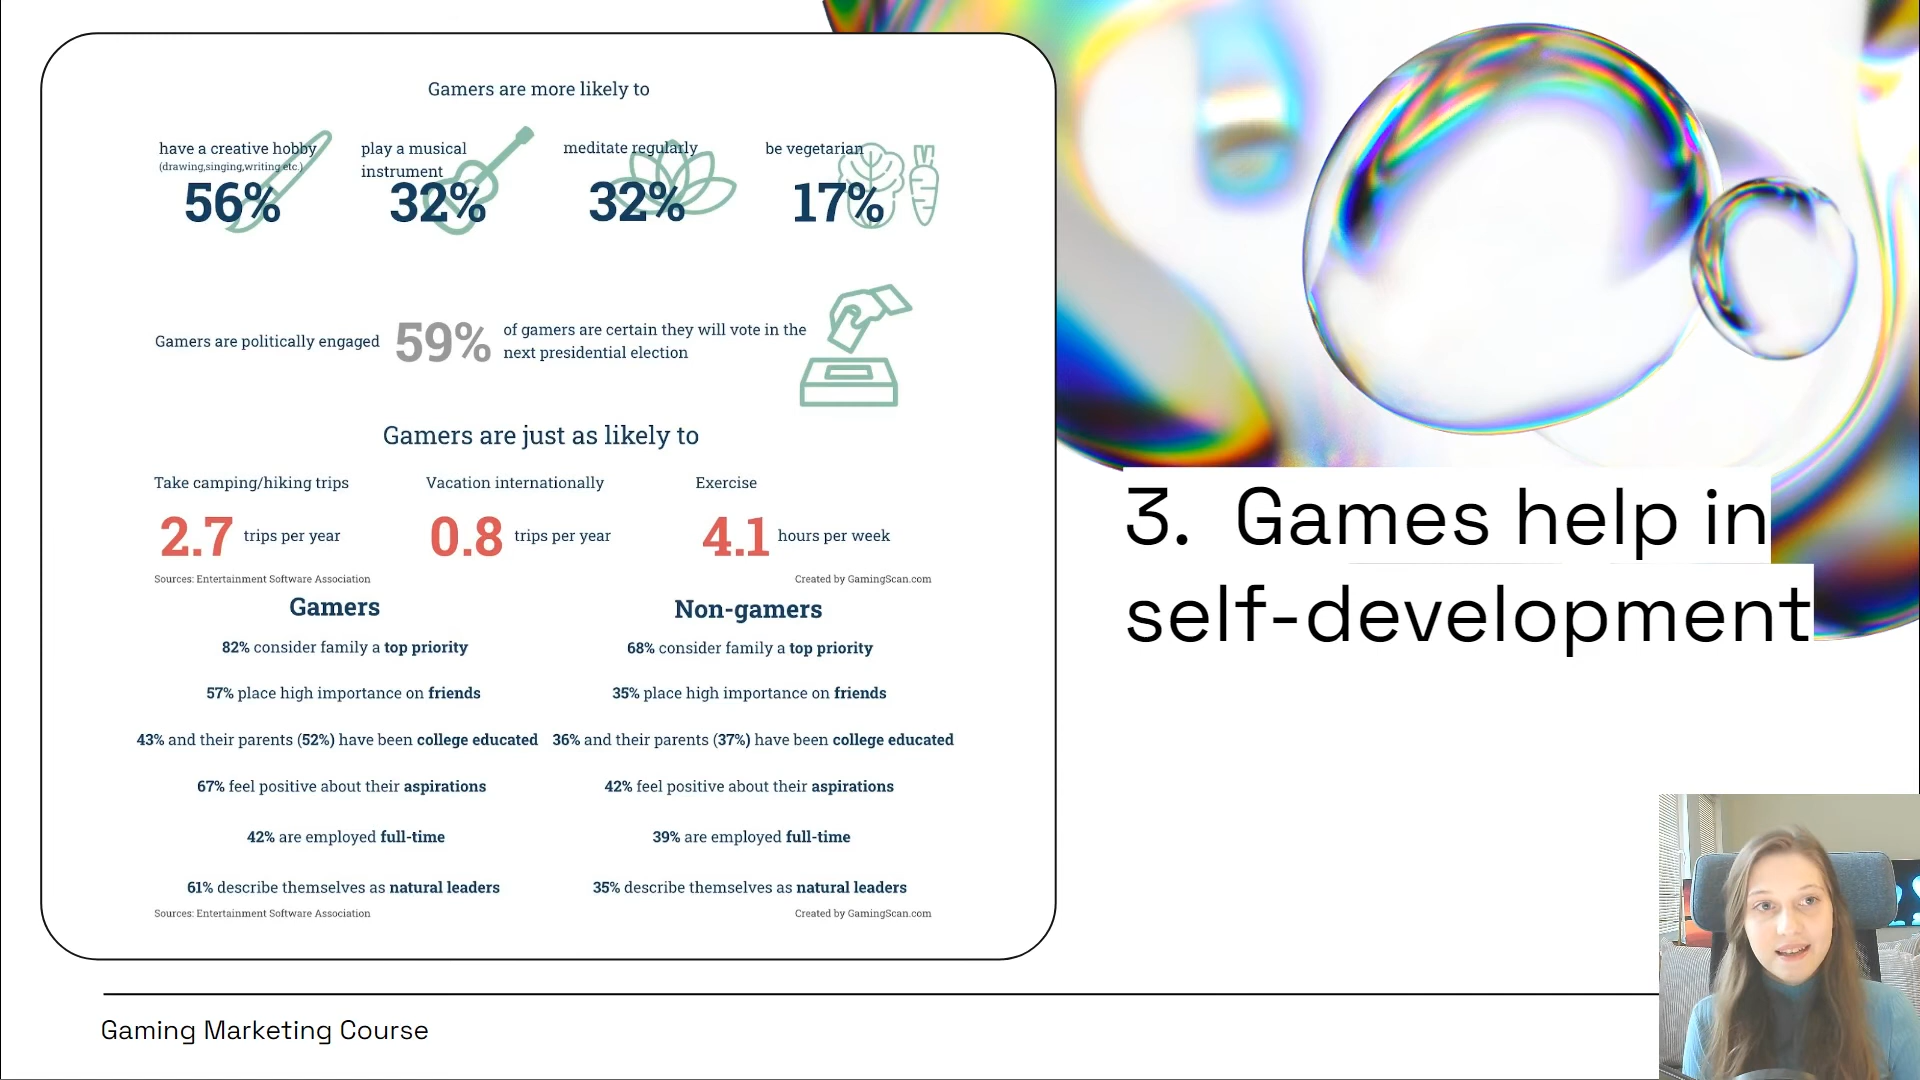 Gamers are more likely to
have a creative hobby
(drawing,singing,writing etc.)
56%
play a musical
instrument
32%
meditate regularly
32%
be vegetarian
17%
Gamers are politically engaged
59%
of gamers are certain they will vote in the
next presidential election
Gamers are just as likely to
Take camping/hiking trips
2.7 trips per year
Vacation internationally
0.8 trips per year
Exercise
4.1 hours per week
Sources: Entertainment Software Association
Created by GamingScan.com
Gamers
82% consider family a top priority
57% place high importance on friends
43% and their parents (52%) have been college educated
67% feel positive about their aspirations
42% are employed full-time
61% describe themselves as natural leaders
Non-gamers
68% consider family a top priority
35% place high importance on friends
36% and their parents (37%) have been college educated
42% feel positive about their aspirations
39% are employed full-time
35% describe themselves as natural leaders
Sources: Entertainment Software Association
Created by GamingScan.com
3. Games help in
self-development
Gaming Marketing Course